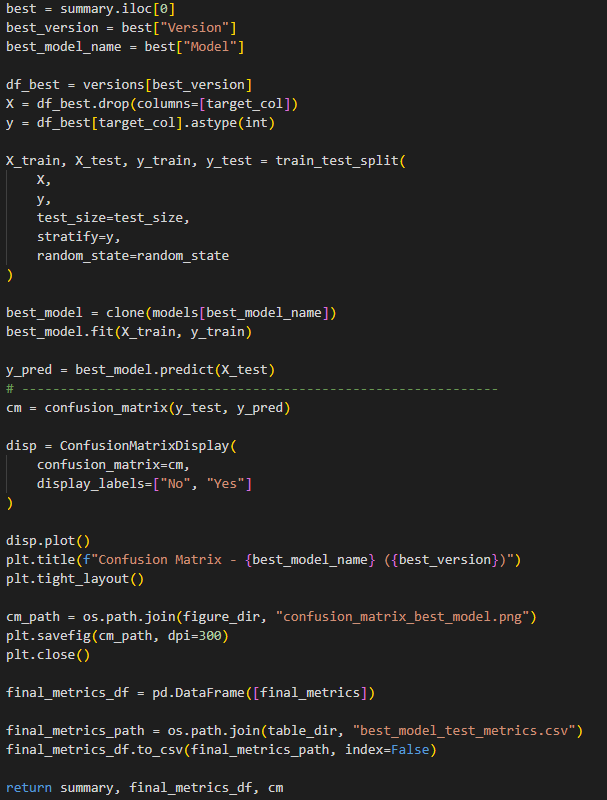 best = summary.iloc[0]
best_version = best["Version"]
best_model_name = best["Model"]

df_best = versions[best_version]
X = df_best.drop(columns=[target_col])
y = df_best[target_col].astype(int)

X_train, X_test, y_train, y_test = train_test_split(
    X,
    y,
    test_size=test_size,
    stratify=y,
    random_state=random_state
)

best_model = clone(models[best_model_name])
best_model.fit(X_train, y_train)

y_pred = best_model.predict(X_test)
# --------------------------------------------------------------
cm = confusion_matrix(y_test, y_pred)

disp = ConfusionMatrixDisplay(
    confusion_matrix=cm,
    display_labels=["No", "Yes"]
)

disp.plot()
plt.title(f"Confusion Matrix - {best_model_name} ({best_version})")
plt.tight_layout()

cm_path = os.path.join(figure_dir, "confusion_matrix_best_model.png")
plt.savefig(cm_path, dpi=300)
plt.close()

final_metrics_df = pd.DataFrame([final_metrics])

final_metrics_path = os.path.join(table_dir, "best_model_test_metrics.csv")
final_metrics_df.to_csv(final_metrics_path, index=False)

return summary, final_metrics_df, cm